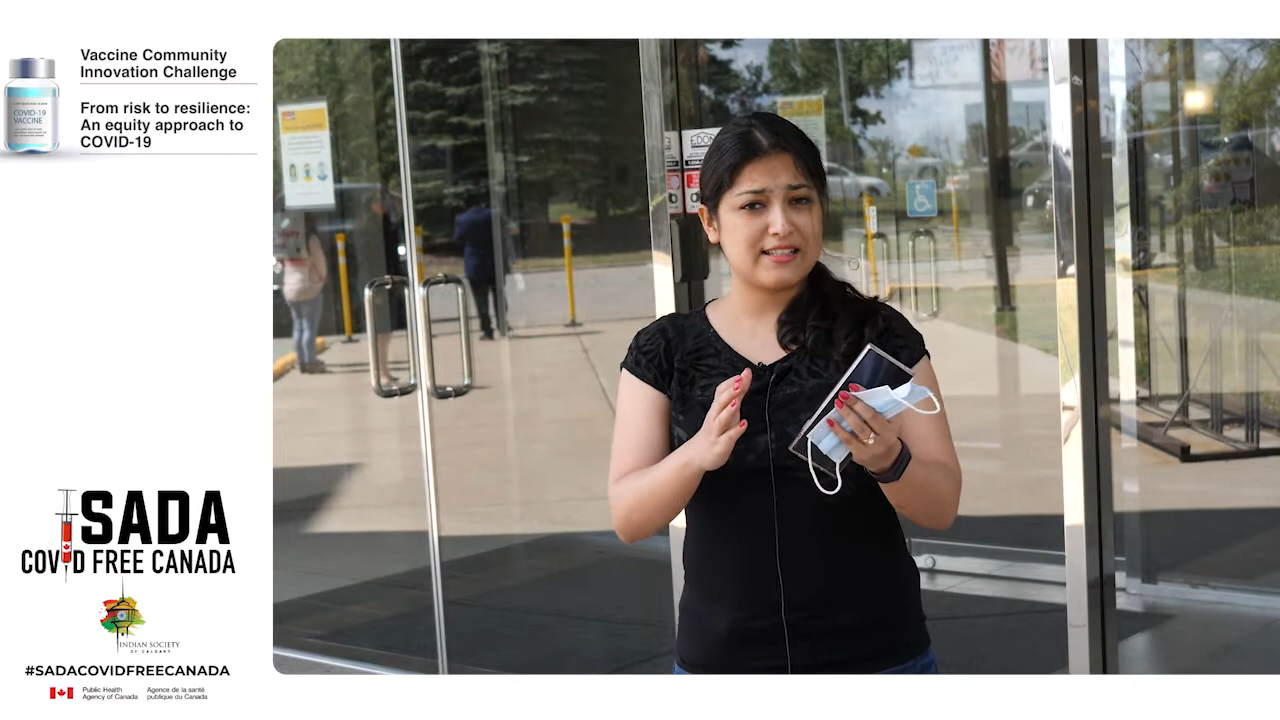 Vaccine Community
Innovation Challenge
From risk to resilience:
An equity approach to
COVID-19
COVID-19
VACCINE
SADA
COVID FREE CANADA
INDIAN SOCIETY
OF CALGARY
#SADACOVIDFREECANADA
Public Health
Agency of Canada
Agence de la santé
publique du Canada